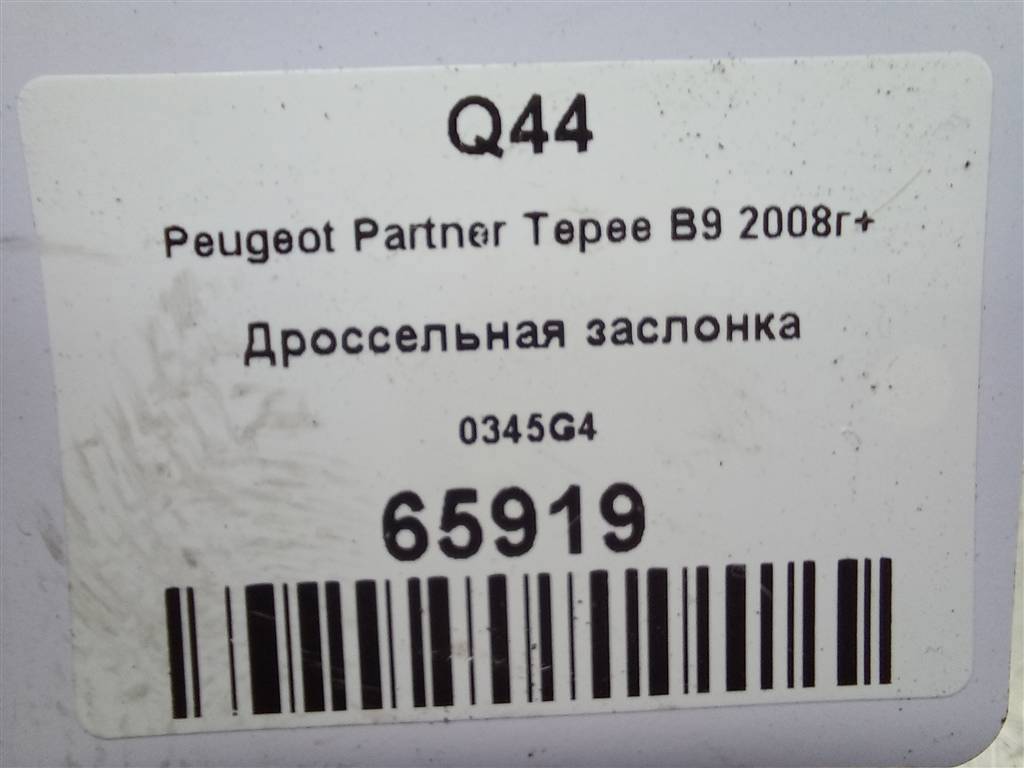 Q44
Peugeot Partner Tepee B9 2008г+
Дроссельная заслонка
0345G4
65919